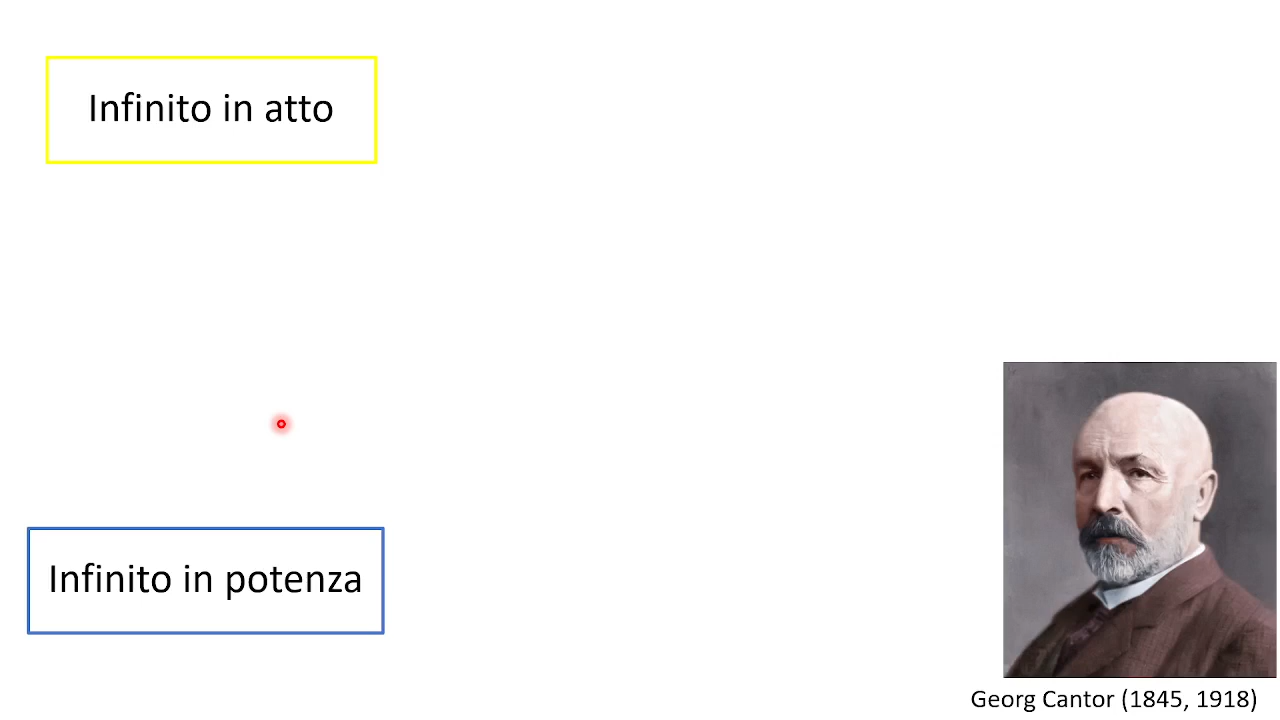 Infinito in atto
Infinito in potenza
Georg Cantor (1845, 1918)